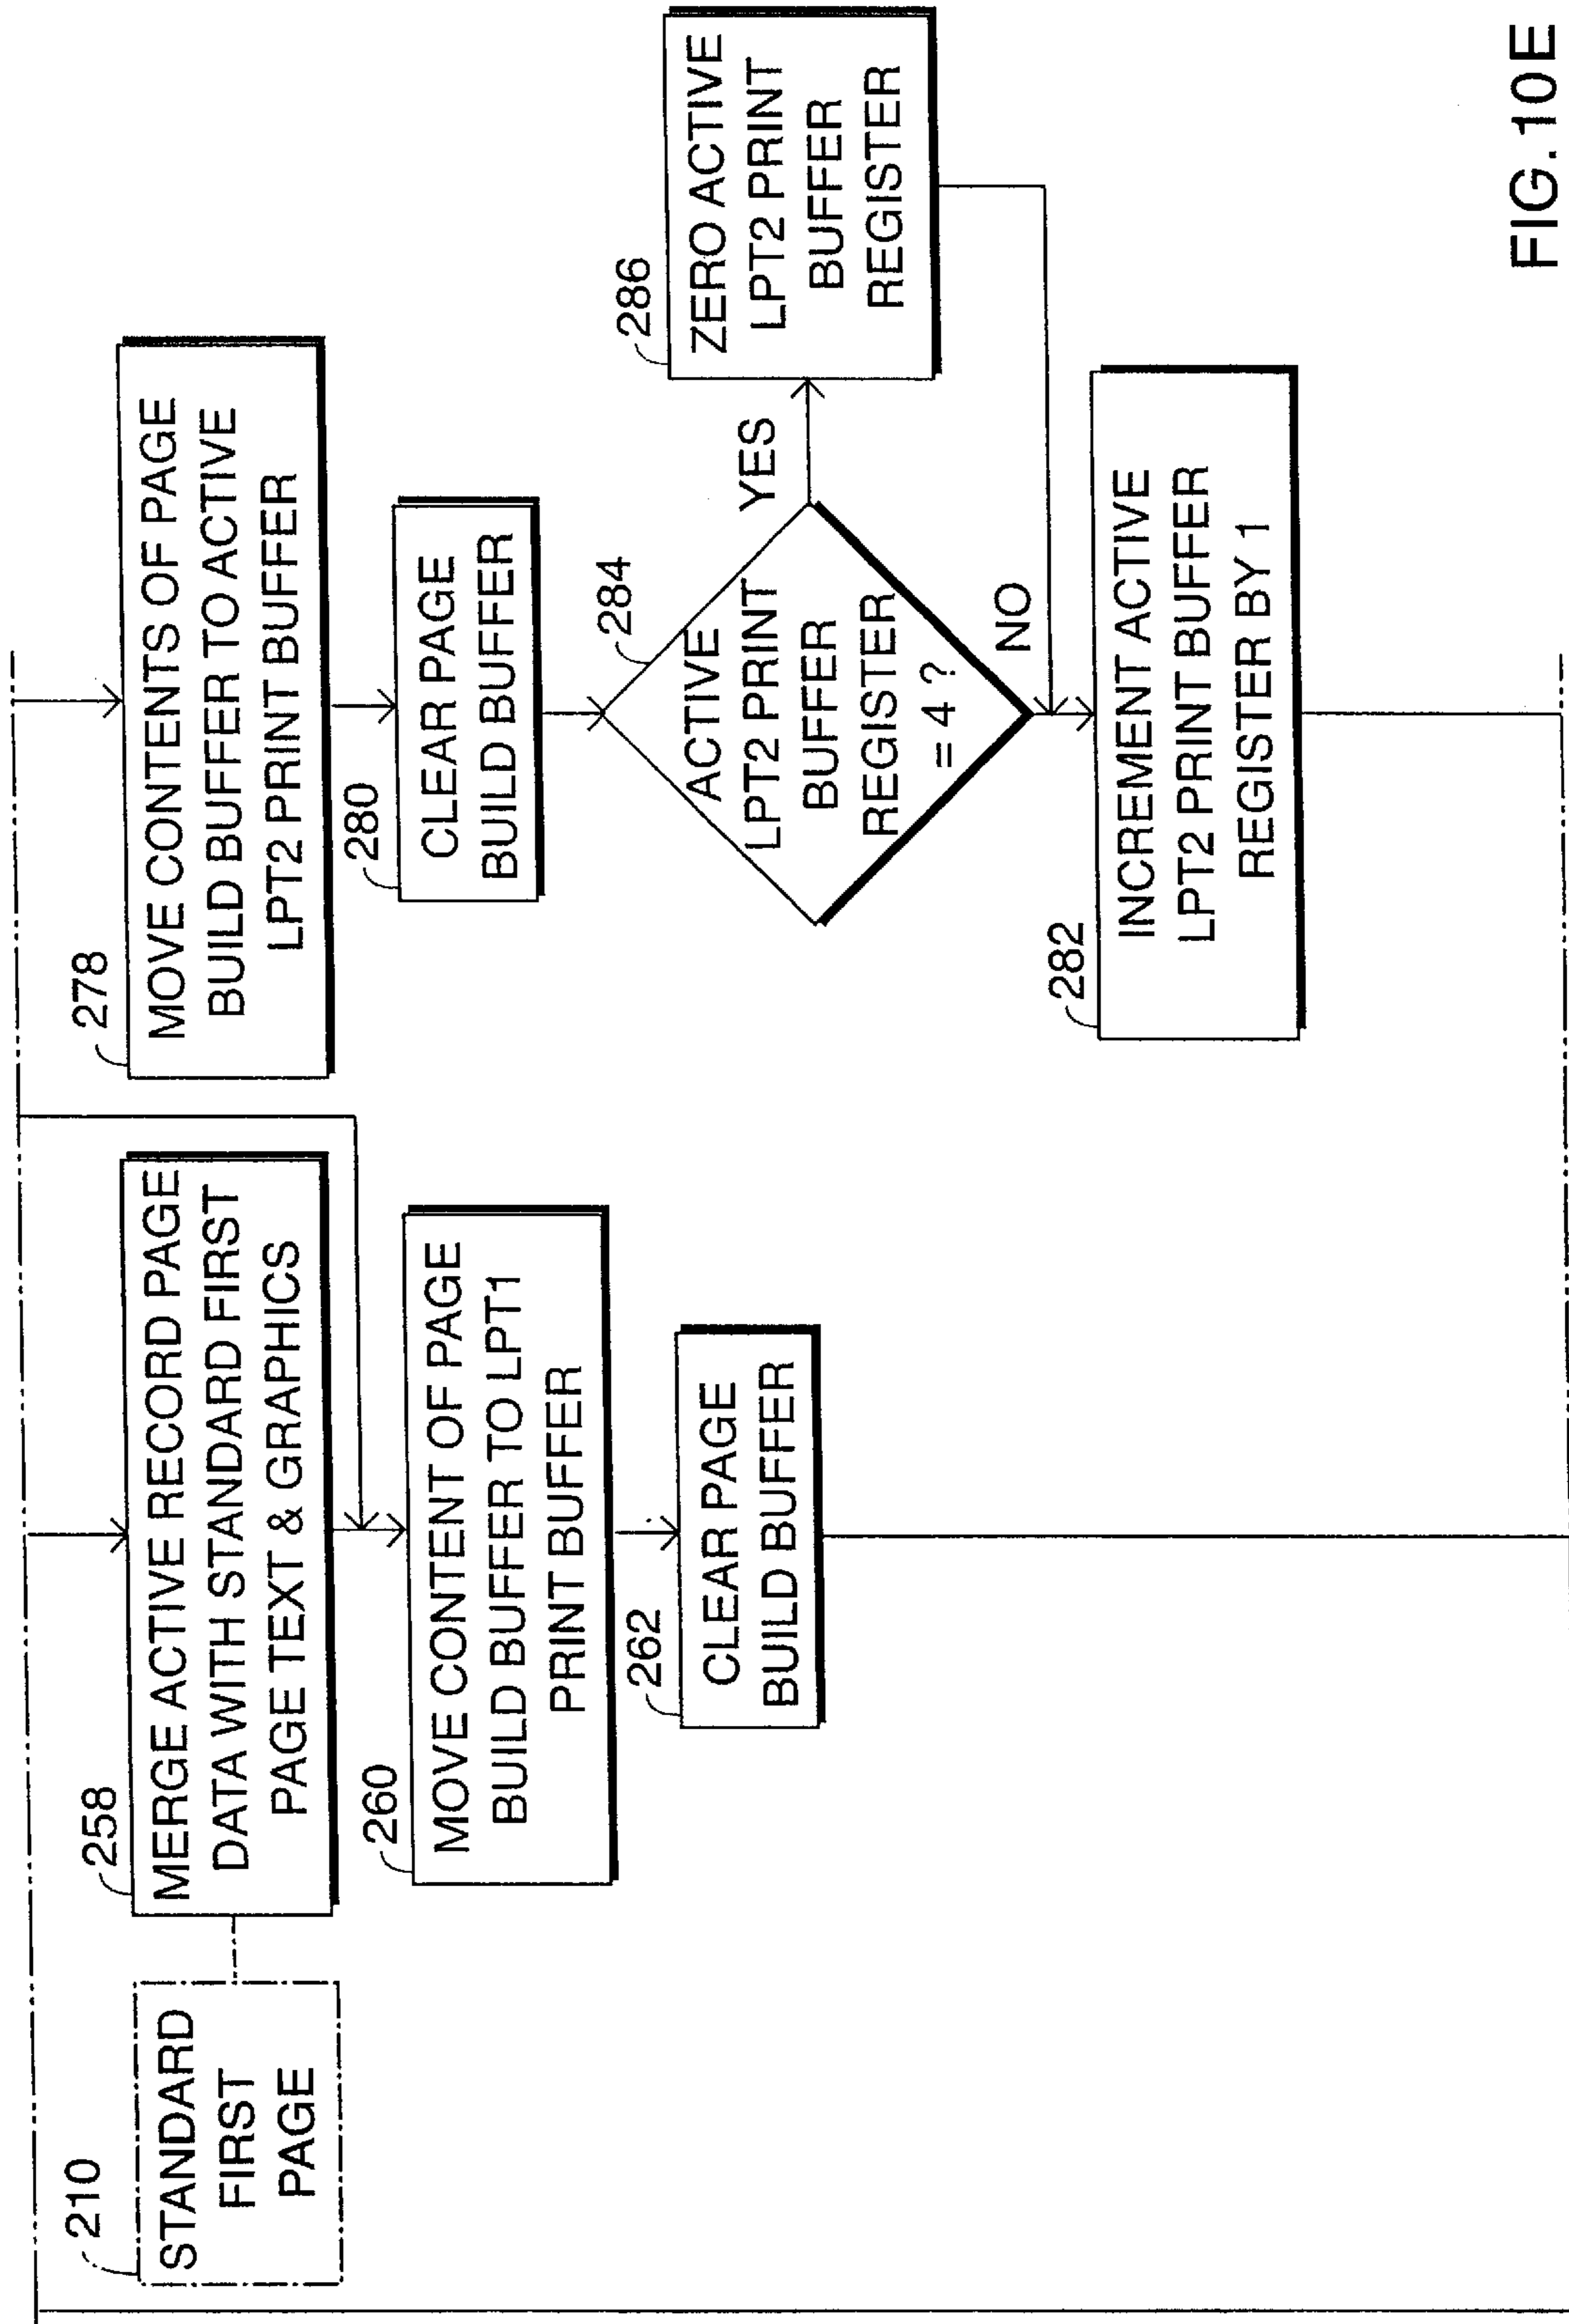 210
STANDARD
FIRST
PAGE
258
MERGE ACTIVE RECORD PAGE
DATA WITH STANDARD FIRST
PAGE TEXT & GRAPHICS
260
MOVE CONTENT OF PAGE
BUILD BUFFER TO LPT1
PRINT BUFFER
262
CLEAR PAGE
BUILD BUFFER
278
MOVE CONTENTS OF PAGE
BUILD BUFFER TO ACTIVE
LPT2 PRINT BUFFER
280
CLEAR PAGE
BUILD BUFFER
284
ACTIVE
LPT2 PRINT
BUFFER
REGISTER
= 4 ?
YES
NO
286
ZERO ACTIVE
LPT2 PRINT
BUFFER
REGISTER
282
INCREMENT ACTIVE
LPT2 PRINT BUFFER
REGISTER BY 1
FIG.10E